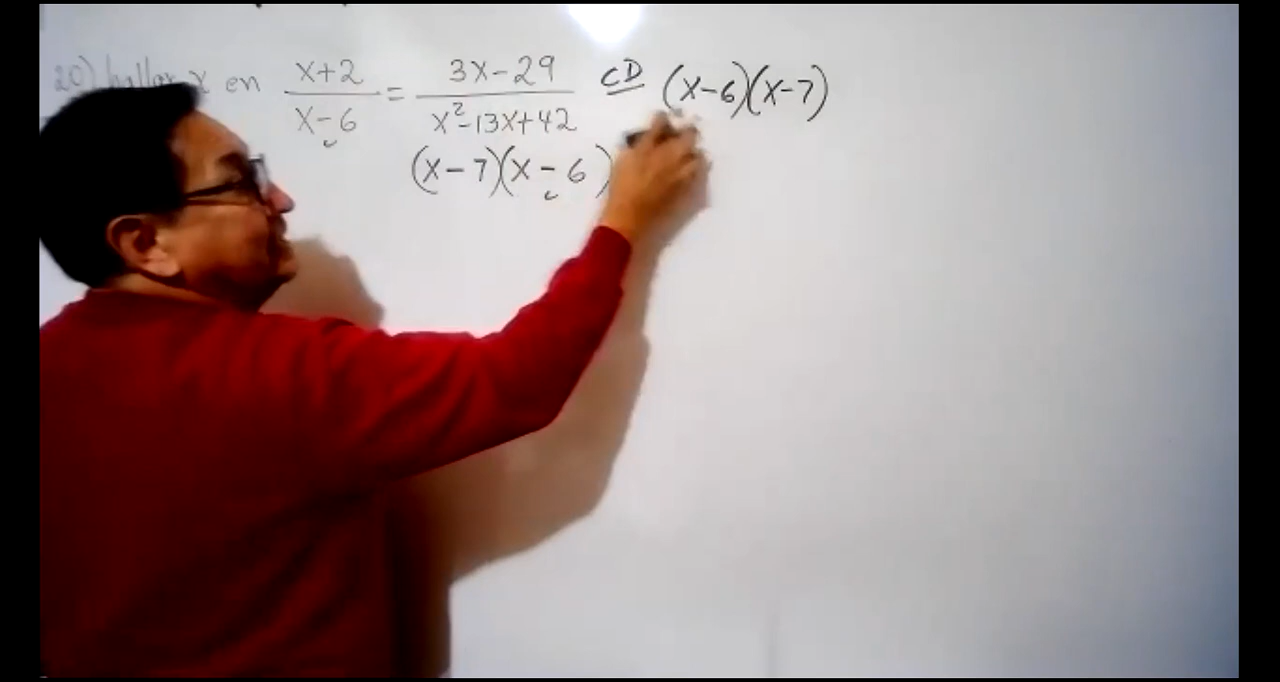 20) hallar x en x+2/x-6 = 3x-29/x²-13x+42 CD (x-6)(x-7)
(x-7)(x-6)